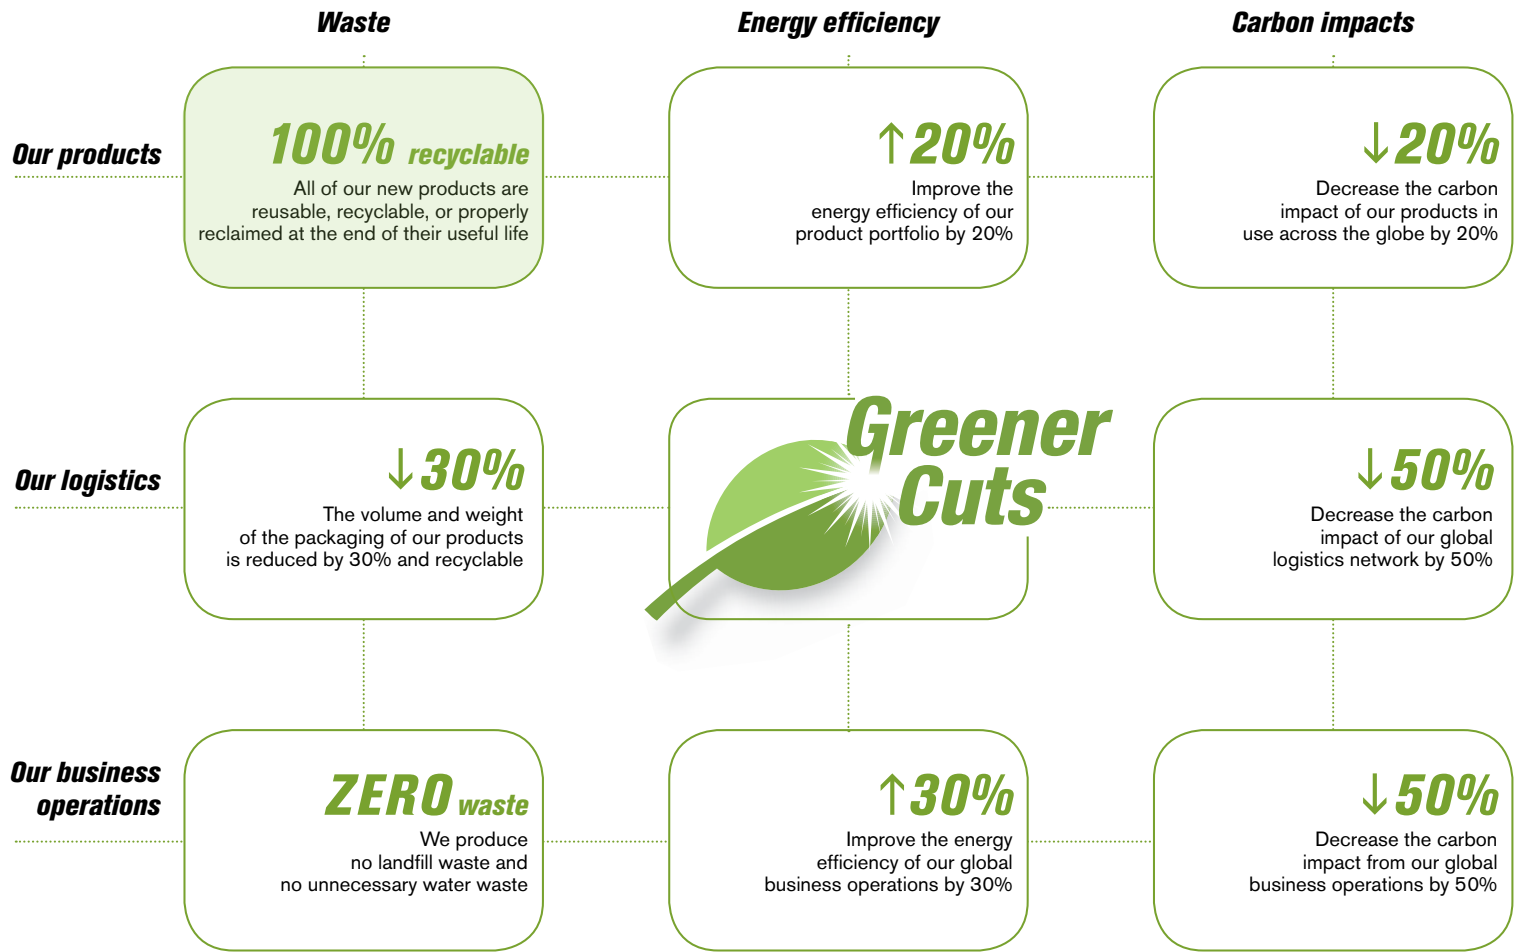 Waste
Energy efficiency
Carbon impacts
Our products
100% recyclable
All of our new products are
reusable, recyclable, or properly
reclaimed at the end of their useful life
↑20%
Improve the
energy efficiency of our
product portfolio by 20%
↓20%
Decrease the carbon
impact of our products in
use across the globe by 20%
Our logistics
↓30%
The volume and weight
of the packaging of our products
is reduced by 30% and recyclable
Greener
Cuts
↓50%
Decrease the carbon
impact of our global
logistics network by 50%
Our business
operations
ZERO waste
We produce
no landfill waste and
no unnecessary water waste
↑30%
Improve the energy
efficiency of our global
business operations by 30%
↓50%
Decrease the carbon
impact from our global
business operations by 50%